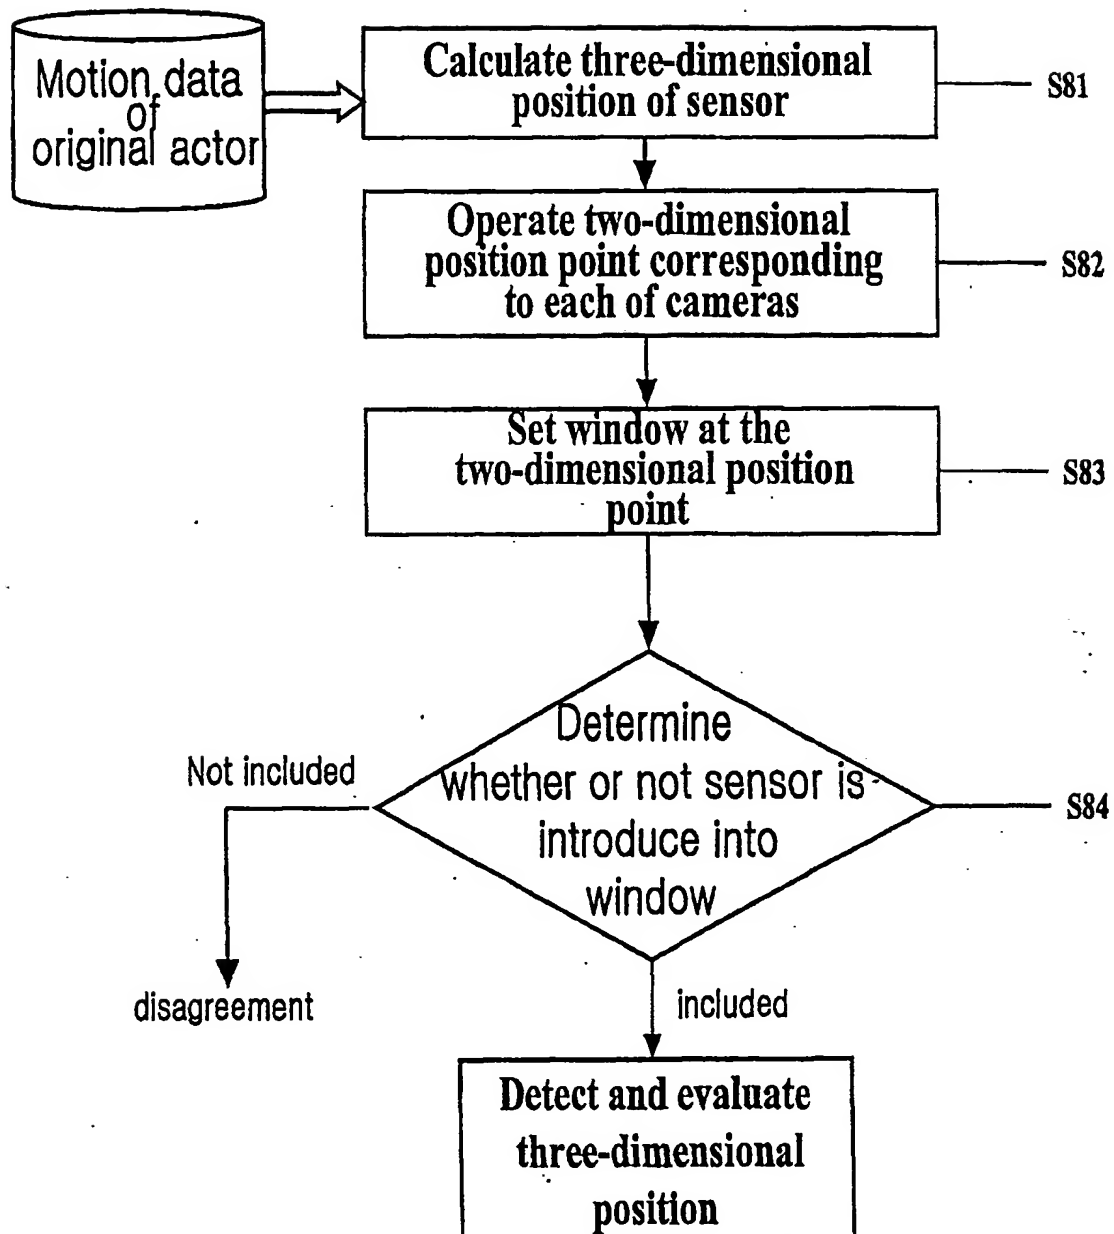 Motion data
of
original actor
Calculate three-dimensional
position of sensor
S81
Operate two-dimensional
position point corresponding
to each of cameras
S82
Set window at the
two-dimensional position
point
S83
Determine
whether or not sensor is
introduce into
window
S84
Not included
disagreement
included
Detect and evaluate
three-dimensional
position